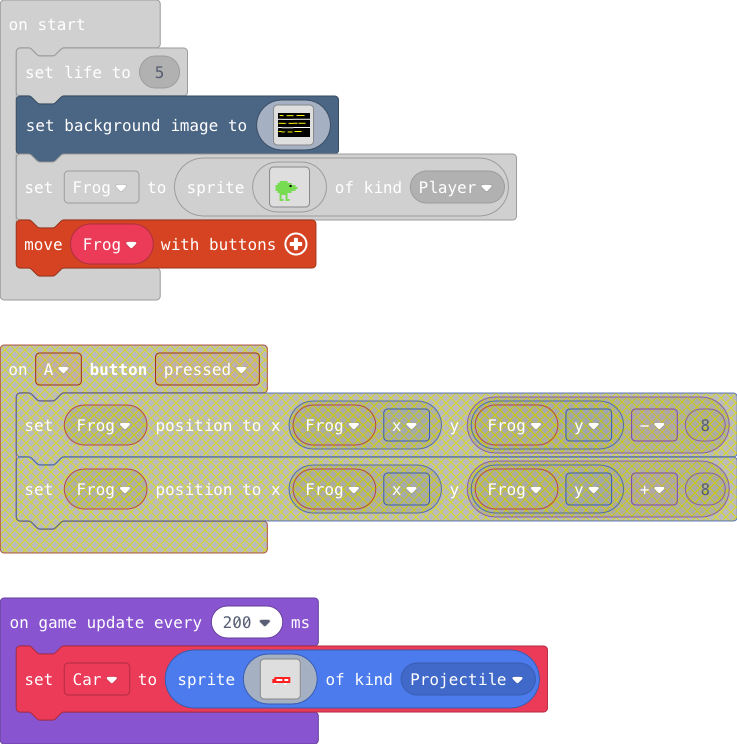 on start
set life to 5
set background image to
set Frog to sprite of kind Player
move Frog with buttons
on A button pressed
set Frog position to x Frog x y Frog y - 8
set Frog position to x Frog x y Frog y + 8
on game update every 200 ms
set Car to sprite of kind Projectile